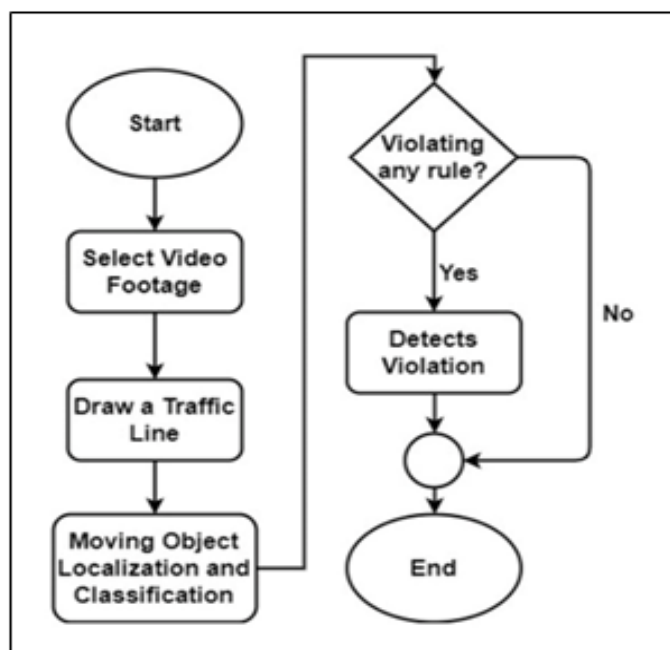 Start
Select Video
Footage
Draw a Traffic
Line
Moving Object
Localization and
Classification
Violating
any rule?
Yes
No
Detects
Violation
End